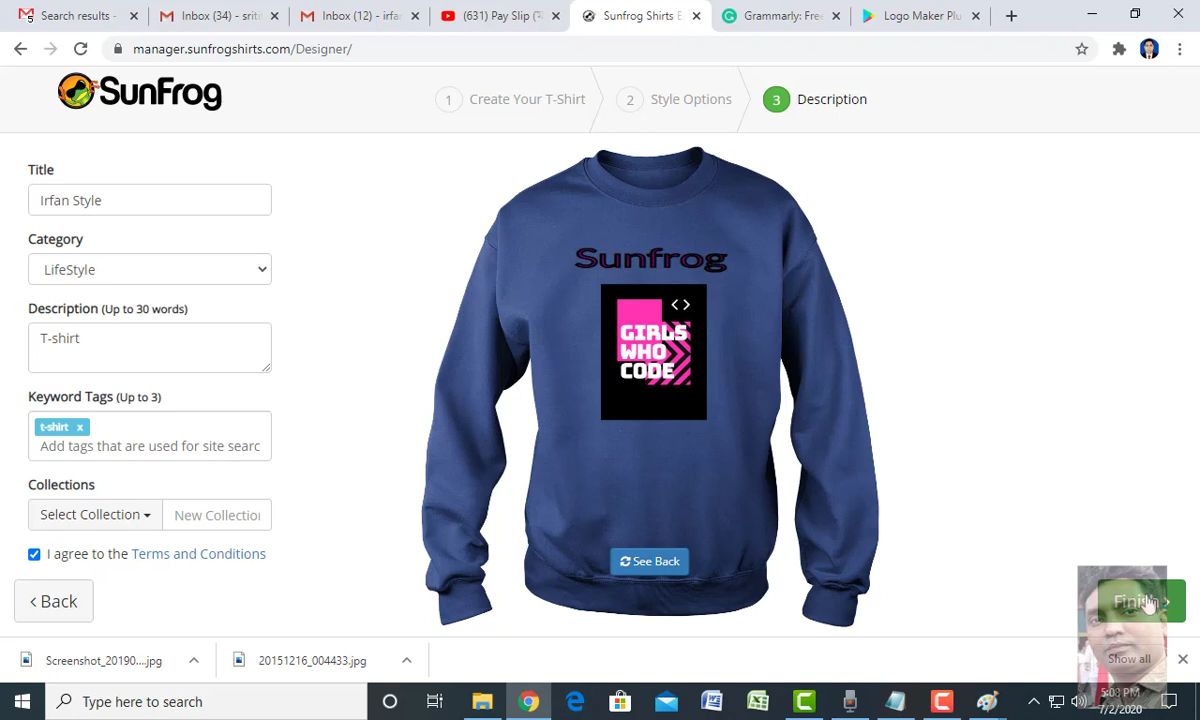 Search results -
Inbox (34) - srito
Inbox (12) - irfan
(631) Pay Slip (
Sunfrog Shirts E
Grammarly: Free
Logo Maker Plu
manager.sunfrogshirts.com/Designer/
SunFrog
1 Create Your T-Shirt
2 Style Options
3 Description
Title
Irfan Style
Category
LifeStyle
Description (Up to 30 words)
T-shirt
Keyword Tags (Up to 3)
t-shirt x
Add tags that are used for site searc
Collections
Select Collection
New Collectio
I agree to the Terms and Conditions
Back
Sunfrog
< >
GIRLS
WHO
CODE
See Back
Finish
Screenshot_20190....jpg
20151216_004433.jpg
Show all
Type here to search
5:08 PM
7/2/2020